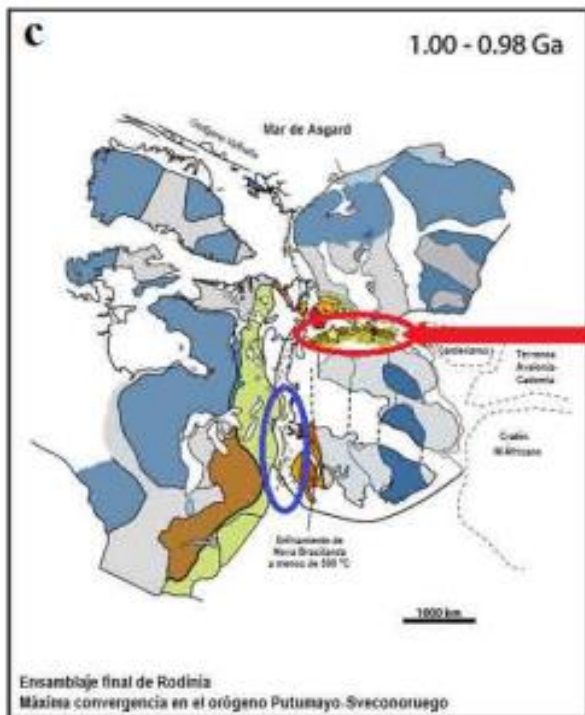 c
1.00 - 0.98 Ga
Mar de Asgard
Terrenos
Avalonia-
Cadomia
Cratón
W Africano
Enfriamiento de
Nova Brasilandia
a menos de 500 °C
1000 km
Ensamblaje final de Rodinia
Máxima convergencia en el orógeno Putumayo-Sveconoruego